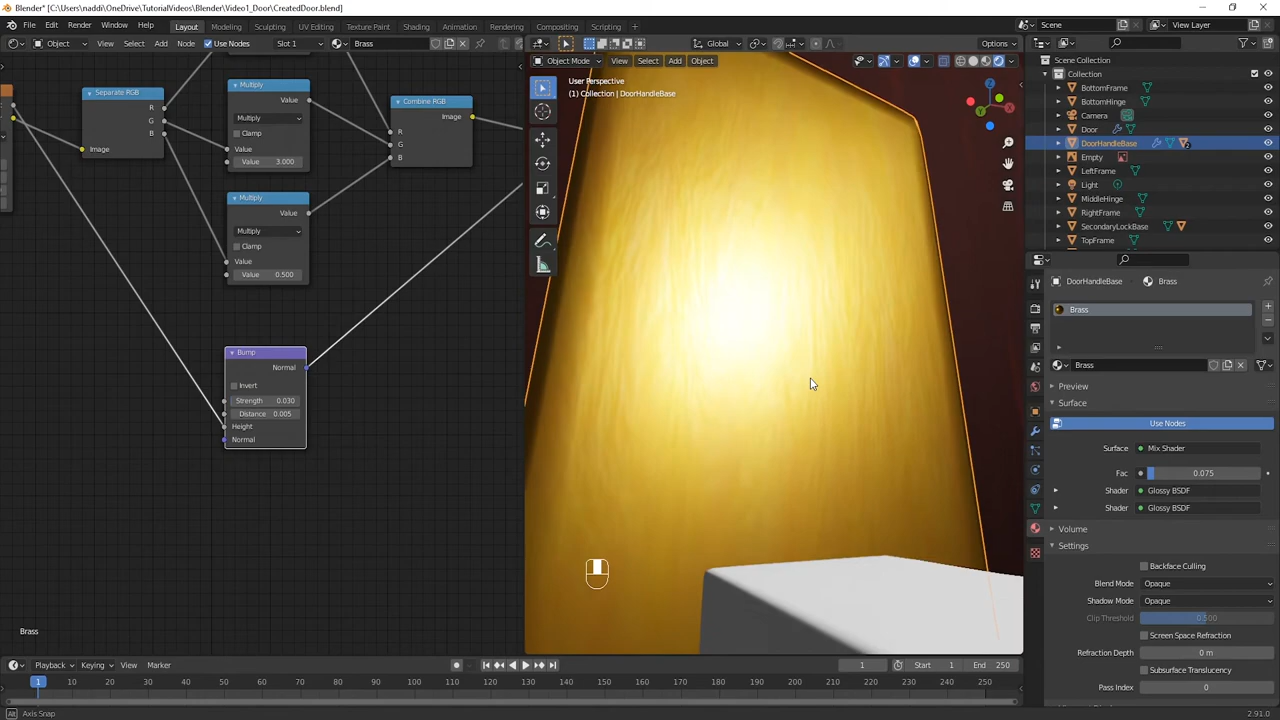 Blender* [C:\Users\naddi\OneDrive\TutorialVideos\Blender\Video1_Door\CreatedDoor.blend]
File Edit Render Window Help Layout Modeling Sculpting UV Editing Texture Paint Shading Animation Rendering Compositing Scripting Scene View Layer
Object View Select Add Node Use Nodes Slot 1 Brass Global Options
Object Mode View Select Add Object
User Perspective
(1) Collection | DoorHandleBase
Scene Collection
Collection
BottomFrame
BottomHinge
Camera
Door
DoorHandleBase
Empty
LeftFrame
Light
MiddleHinge
RightFrame
SecondaryLockBase
TopFrame
Separate RGB
R
G
B
Image
Multiply
Value
Multiply
Clamp
Value
Value 3.000
Multiply
Value
Multiply
Clamp
Value
Value 0.500
Combine RGB
Image
R
G
B
Bump
Normal
Invert
Strength 0.030
Distance 0.005
Height
Normal
Brass
DoorHandleBase Brass
Brass
Brass
Preview
Surface
Use Nodes
Surface Mix Shader
Fac 0.075
Shader Glossy BSDF
Shader Glossy BSDF
Volume
Settings
Backface Culling
Blend Mode Opaque
Shadow Mode Opaque
Clip Threshold 0.500
Screen Space Refraction
Refraction Depth 0 m
Subsurface Translucency
Pass Index 0
Playback Keying View Marker 1 Start 1 End 250
1 10 20 30 40 50 60 70 80 90 100 110 120 130 140 150 160 170 180 190 200 210 220 230 240 250
Axis Snap 2.91.0